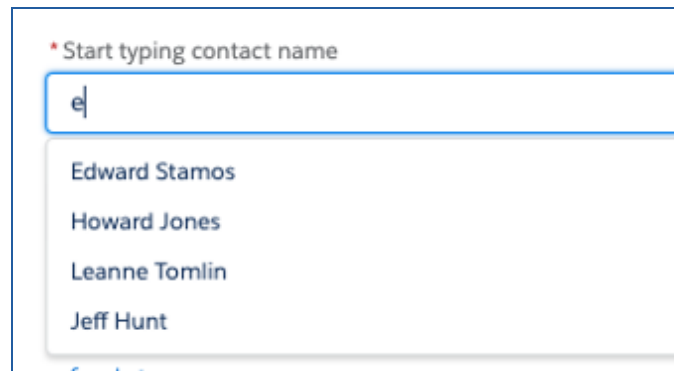 * Start typing contact name
e
Edward Stamos
Howard Jones
Leanne Tomlin
Jeff Hunt